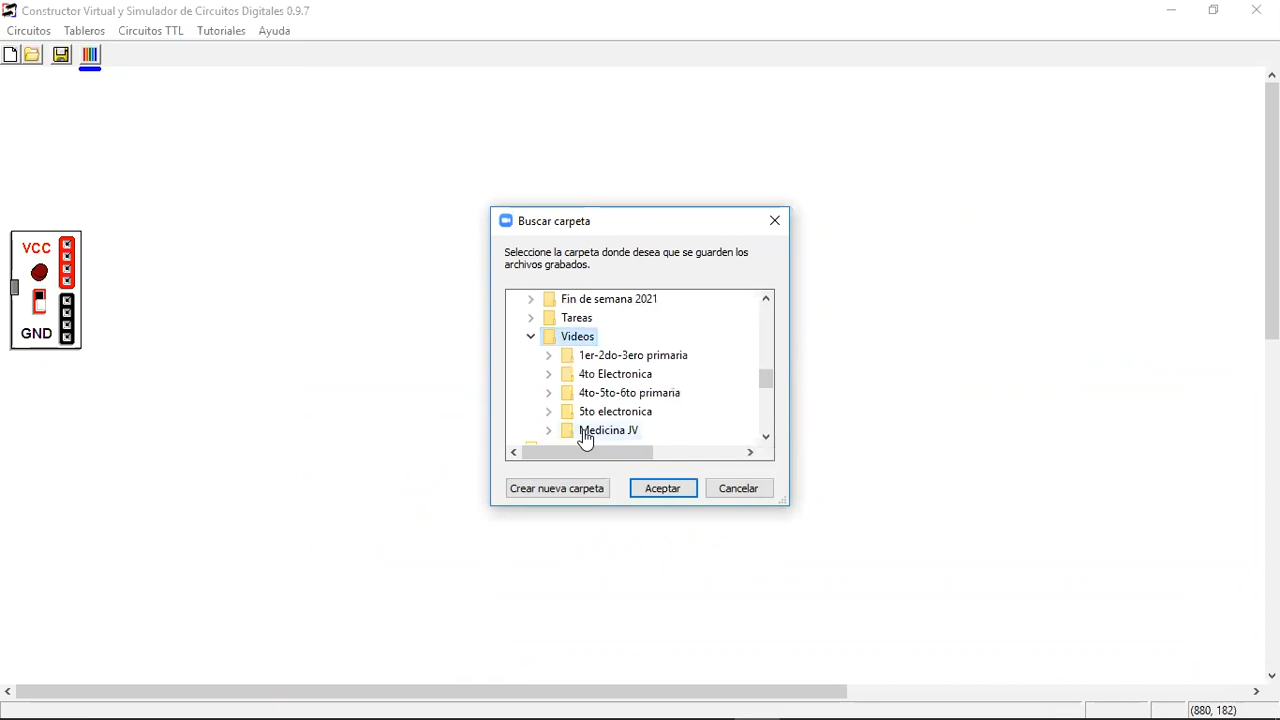 Constructor Virtual y Simulador de Circuitos Digitales 0.9.7
Circuitos Tableros Circuitos TTL Tutoriales Ayuda
VCC
GND
Buscar carpeta
Seleccione la carpeta donde desea que se guarden los
archivos grabados.
Fin de semana 2021
Tareas
Videos
1er-2do-3ero primaria
4to Electronica
4to-5to-6to primaria
5to electronica
Medicina JV
Crear nueva carpeta Aceptar Cancelar
(880, 182)